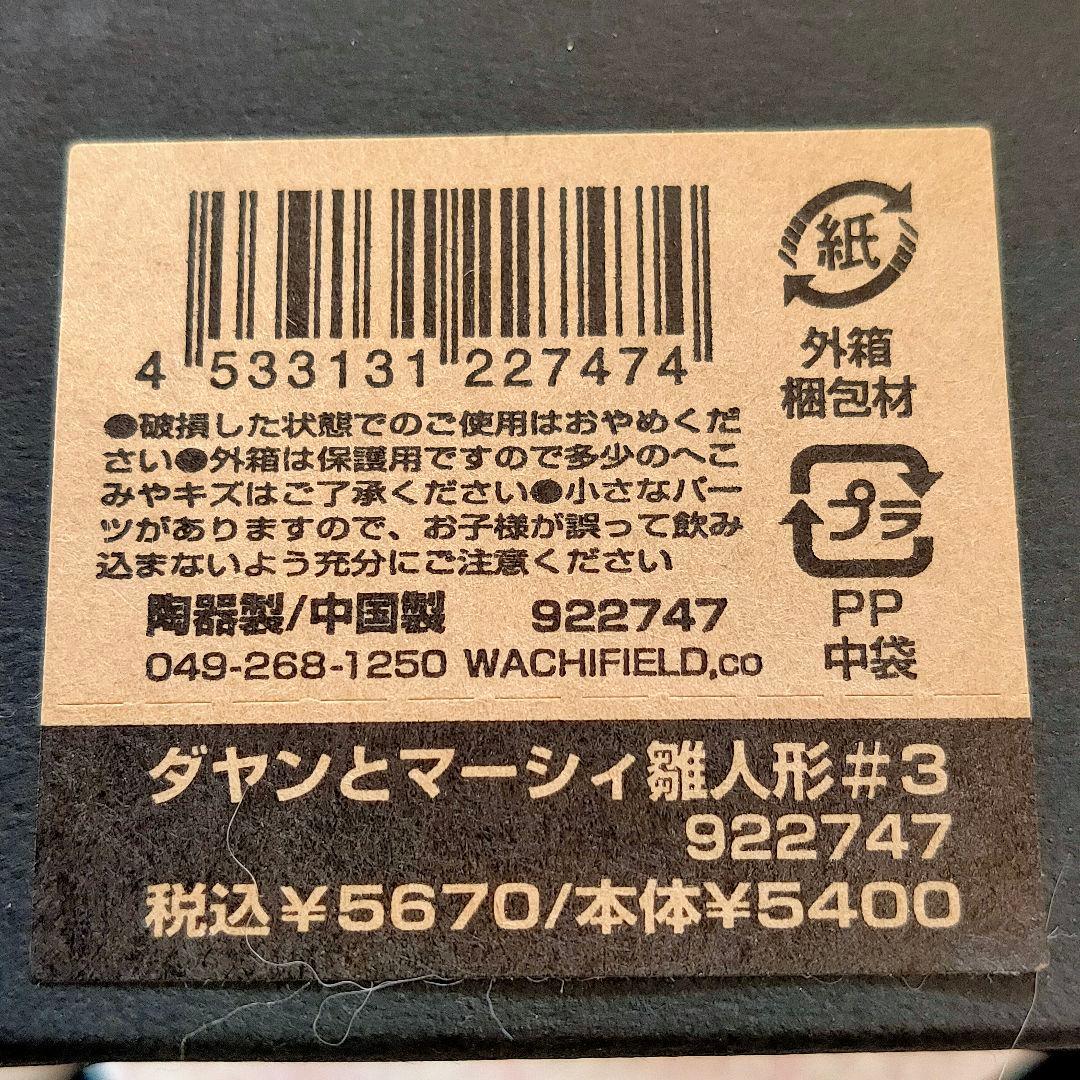 4 533131 227474
●破損した状態でのご使用はおやめくだ
さい●外箱は保護用ですので多少のへこ
みやキズはご了承ください●小さなパー
ツがありますので、お子様が誤って飲み
込まないよう充分にご注意ください
陶器製/中国製 922747
049-268-1250 WACHIFIELD,co
紙
外箱
梱包材
プラ
PP
中袋
ダヤンとマーシィ雛人形#3
922747
税込¥5670/本体¥5400